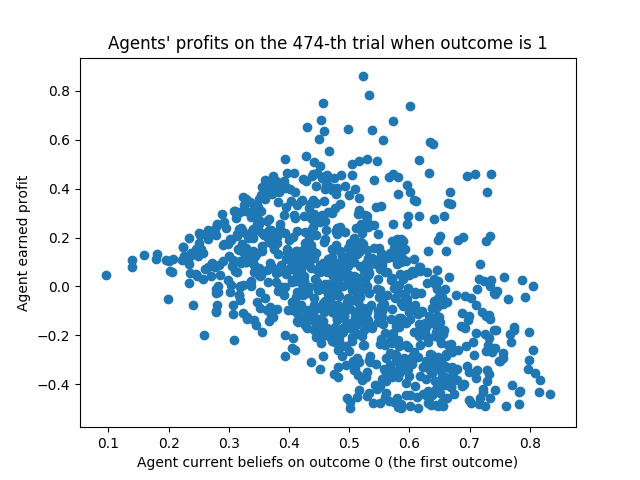 Agents' profits on the 474-th trial when outcome is 1
Agent earned profit
0.8
0.6
0.4
0.2
0.0
−0.2
−0.4
0.1 0.2 0.3 0.4 0.5 0.6 0.7 0.8
Agent current beliefs on outcome 0 (the first outcome)